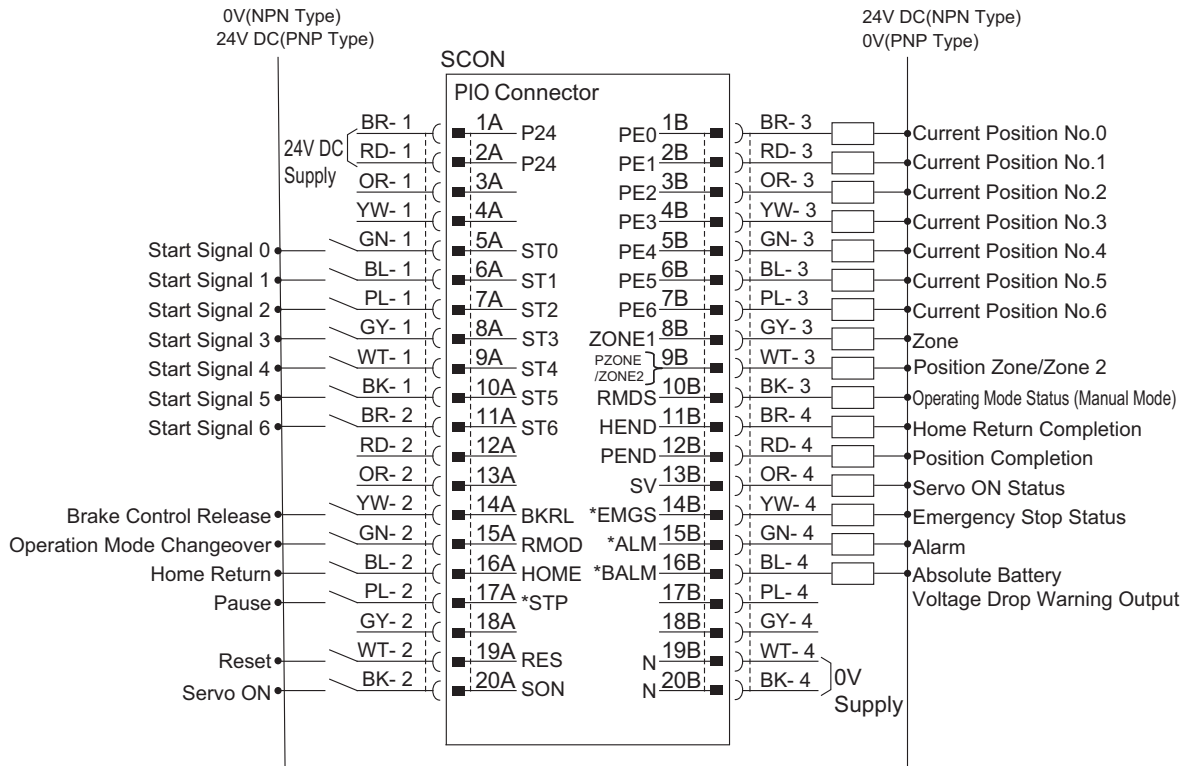 0V(NPN Type)
24V DC(PNP Type)
24V DC(NPN Type)
0V(PNP Type)
SCON
PIO Connector
24V DC
Supply
BR- 1 1A P24 PE0 1B BR- 3 Current Position No.0
RD- 1 2A P24 PE1 2B RD- 3 Current Position No.1
OR- 1 3A PE2 3B OR- 3 Current Position No.2
YW- 1 4A PE3 4B YW- 3 Current Position No.3
Start Signal 0 GN- 1 5A ST0 PE4 5B GN- 3 Current Position No.4
Start Signal 1 BL- 1 6A ST1 PE5 6B BL- 3 Current Position No.5
Start Signal 2 PL- 1 7A ST2 PE6 7B PL- 3 Current Position No.6
Start Signal 3 GY- 1 8A ST3 ZONE1 8B GY- 3 Zone
Start Signal 4 WT- 1 9A ST4 PZONE /ZONE2 9B WT- 3 Position Zone/Zone 2
Start Signal 5 BK- 1 10A ST5 RMDS 10B BK- 3 Operating Mode Status (Manual Mode)
Start Signal 6 BR- 2 11A ST6 HEND 11B BR- 4 Home Return Completion
RD- 2 12A PEND 12B RD- 4 Position Completion
OR- 2 13A SV 13B OR- 4 Servo ON Status
Brake Control Release YW- 2 14A BKRL *EMGS 14B YW- 4 Emergency Stop Status
Operation Mode Changeover GN- 2 15A RMOD *ALM 15B GN- 4 Alarm
Home Return BL- 2 16A HOME *BALM 16B BL- 4 Absolute Battery
Voltage Drop Warning Output
Pause PL- 2 17A *STP 17B PL- 4
GY- 2 18A 18B GY- 4
Reset WT- 2 19A RES N 19B WT- 4
Servo ON BK- 2 20A SON N 20B BK- 4
0V
Supply